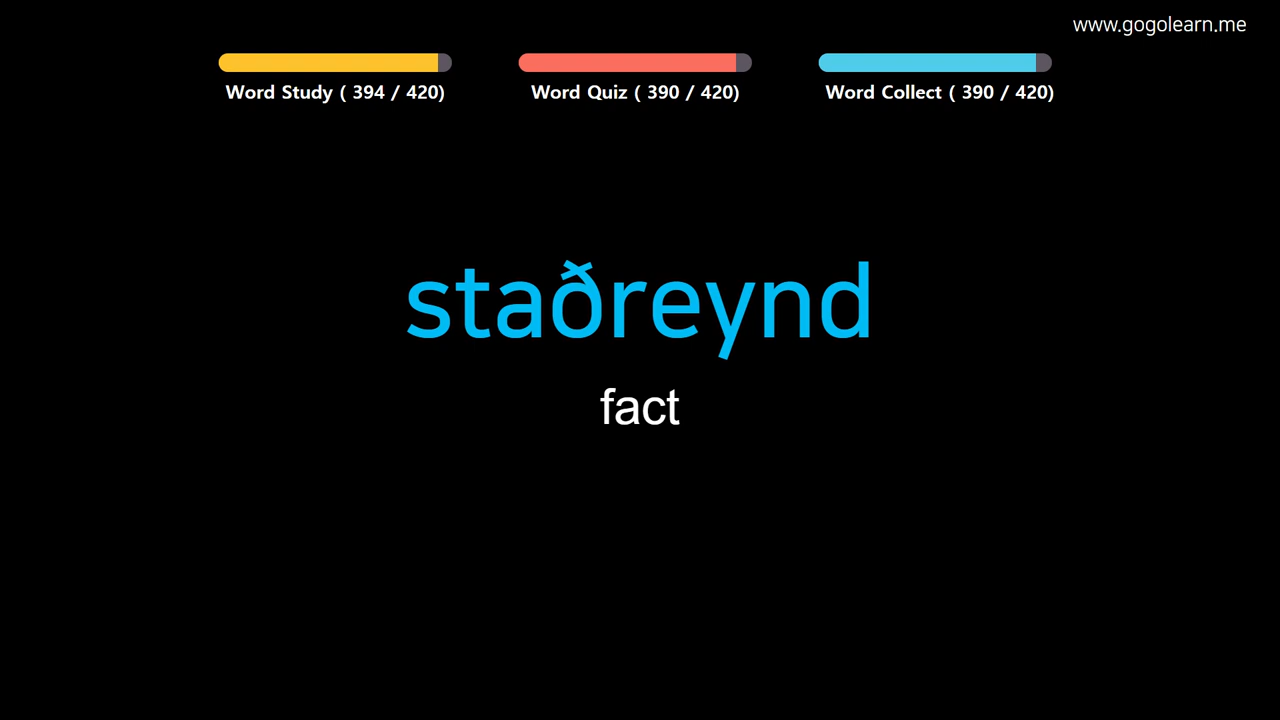 www.gogolearn.me
Word Study ( 394 / 420)
Word Quiz ( 390 / 420)
Word Collect ( 390 / 420)
staðreynd
fact